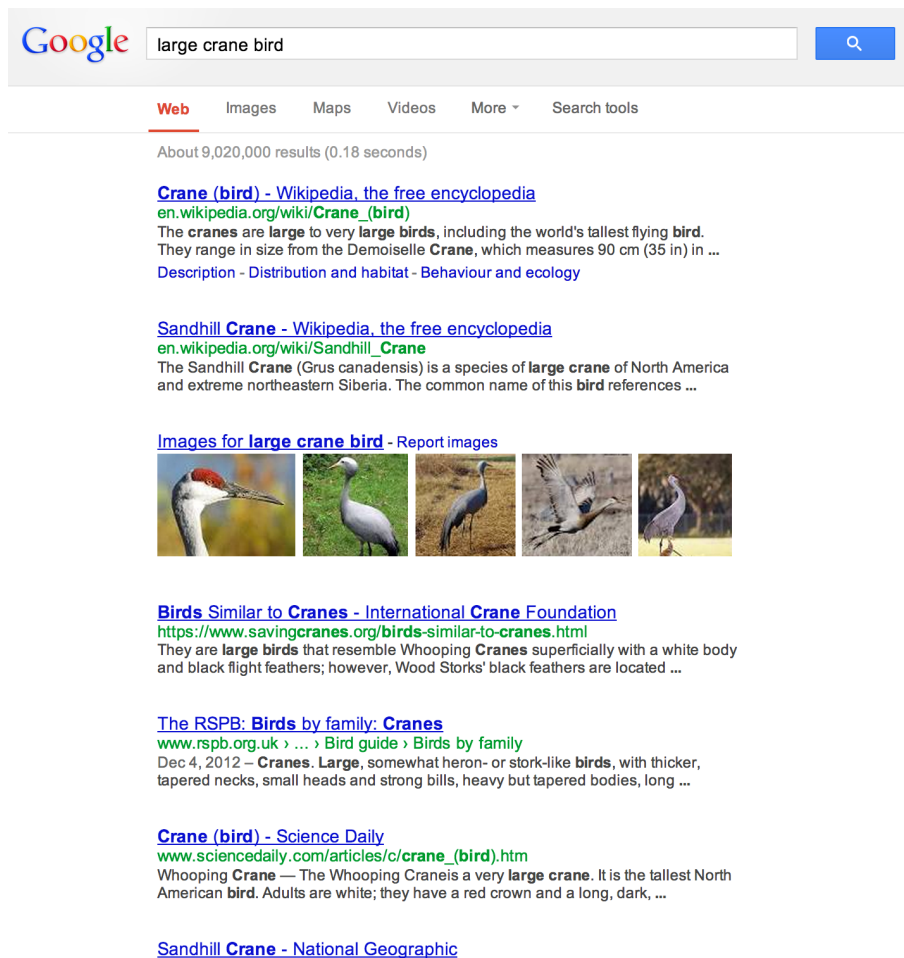 Google
large crane bird
Web Images Maps Videos More Search tools
About 9,020,000 results (0.18 seconds)
Crane (bird) - Wikipedia, the free encyclopedia
en.wikipedia.org/wiki/Crane_(bird)
The cranes are large to very large birds, including the world's tallest flying bird.
They range in size from the Demoiselle Crane, which measures 90 cm (35 in) in ...
Description - Distribution and habitat - Behaviour and ecology
Sandhill Crane - Wikipedia, the free encyclopedia
en.wikipedia.org/wiki/Sandhill_Crane
The Sandhill Crane (Grus canadensis) is a species of large crane of North America
and extreme northeastern Siberia. The common name of this bird references ...
Images for large crane bird - Report images
Birds Similar to Cranes - International Crane Foundation
https://www.savingcranes.org/birds-similar-to-cranes.html
They are large birds that resemble Whooping Cranes superficially with a white body
and black flight feathers; however, Wood Storks' black feathers are located ...
The RSPB: Birds by family: Cranes
www.rspb.org.uk › ... › Bird guide › Birds by family
Dec 4, 2012 – Cranes. Large, somewhat heron- or stork-like birds, with thicker,
tapered necks, small heads and strong bills, heavy but tapered bodies, long ...
Crane (bird) - Science Daily
www.sciencedaily.com/articles/c/crane_(bird).htm
Whooping Crane — The Whooping Craneis a very large crane. It is the tallest North
American bird. Adults are white; they have a red crown and a long, dark, ...
Sandhill Crane - National Geographic